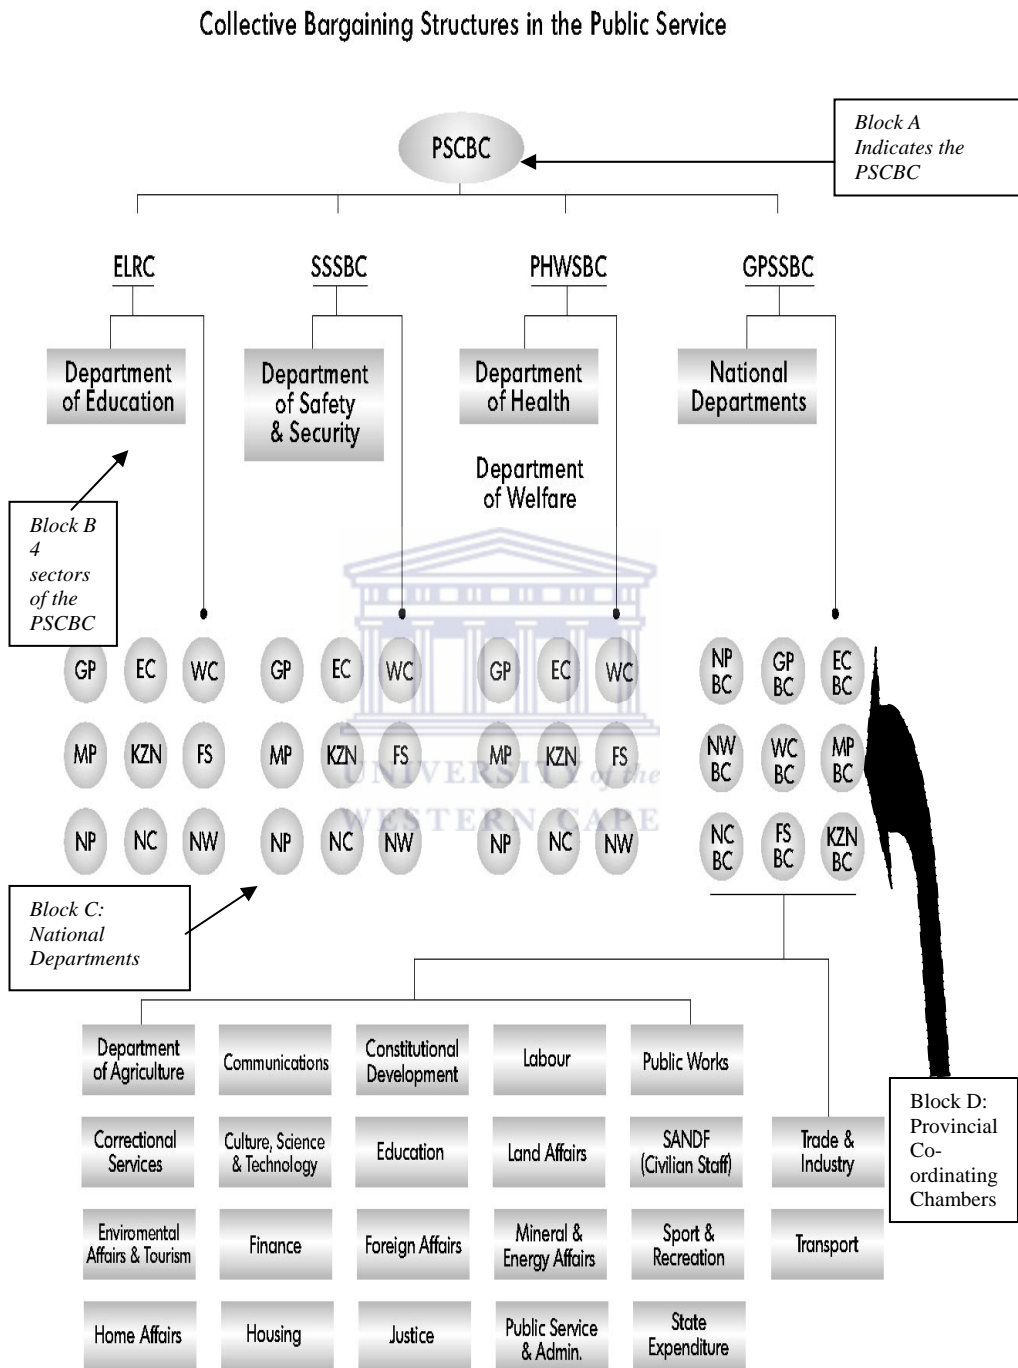 Collective Bargaining Structures in the Public Service
PSCBC
Block A
Indicates the
PSCBC
ELRC
SSSBC
PHWSBC
GPSSBC
Department
of Education
Department
of Safety
& Security
Department
of Health
National
Departments
Department
of Welfare
Block B
4
sectors
of the
PSCBC
GP EC WC
GP EC WC
GP EC WC
NP BC
GP BC
EC BC
MP KZN FS
MP KZN FS
MP KZN FS
NW BC
WC BC
MP BC
UNIVERSITY of the
WESTERN CAPE
NP NC NW
NP NC NW
NP NC NW
NC BC
FS BC
KZN BC
Block C:
National
Departments
Department
of Agriculture
Communications
Constitutional
Development
Labour
Public Works
Block D:
Provincial
Co-
ordinating
Chambers
Correctional
Services
Culture, Science
& Technology
Education
Land Affairs
SANDF
(Civilian Staff)
Trade &
Industry
Enviromental
Affairs & Tourism
Finance
Foreign Affairs
Mineral &
Energy Affairs
Sport &
Recreation
Transport
Home Affairs
Housing
Justice
Public Service
& Admin.
State
Expenditure